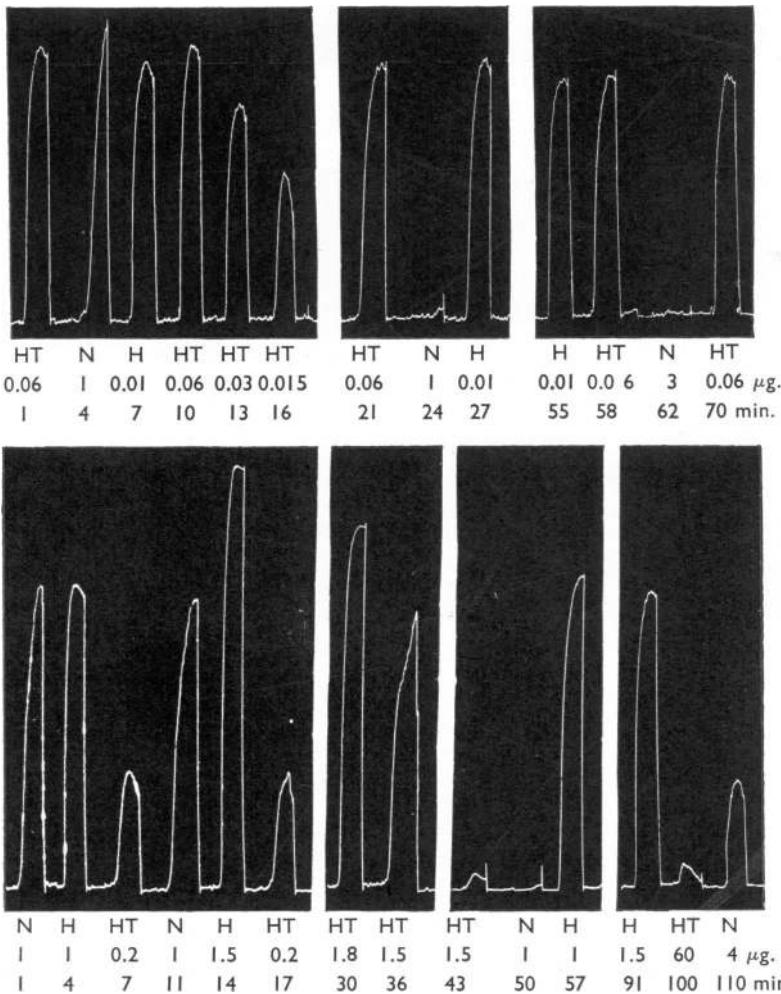 HT N H HT HT HT HT N H H HT N HT
0.06 1 0.01 0.06 0.03 0.015 0.06 1 0.01 0.01 0.0 6 3 0.06 μg.
1 4 7 10 13 16 21 24 27 55 58 62 70 min.
N H HT N H HT HT HT HT N H H HT N
1 1 0.2 1 1.5 0.2 1.8 1.5 1.5 1 1 1.5 60 4 μg.
1 4 7 11 14 17 30 36 43 50 57 91 100 110 min